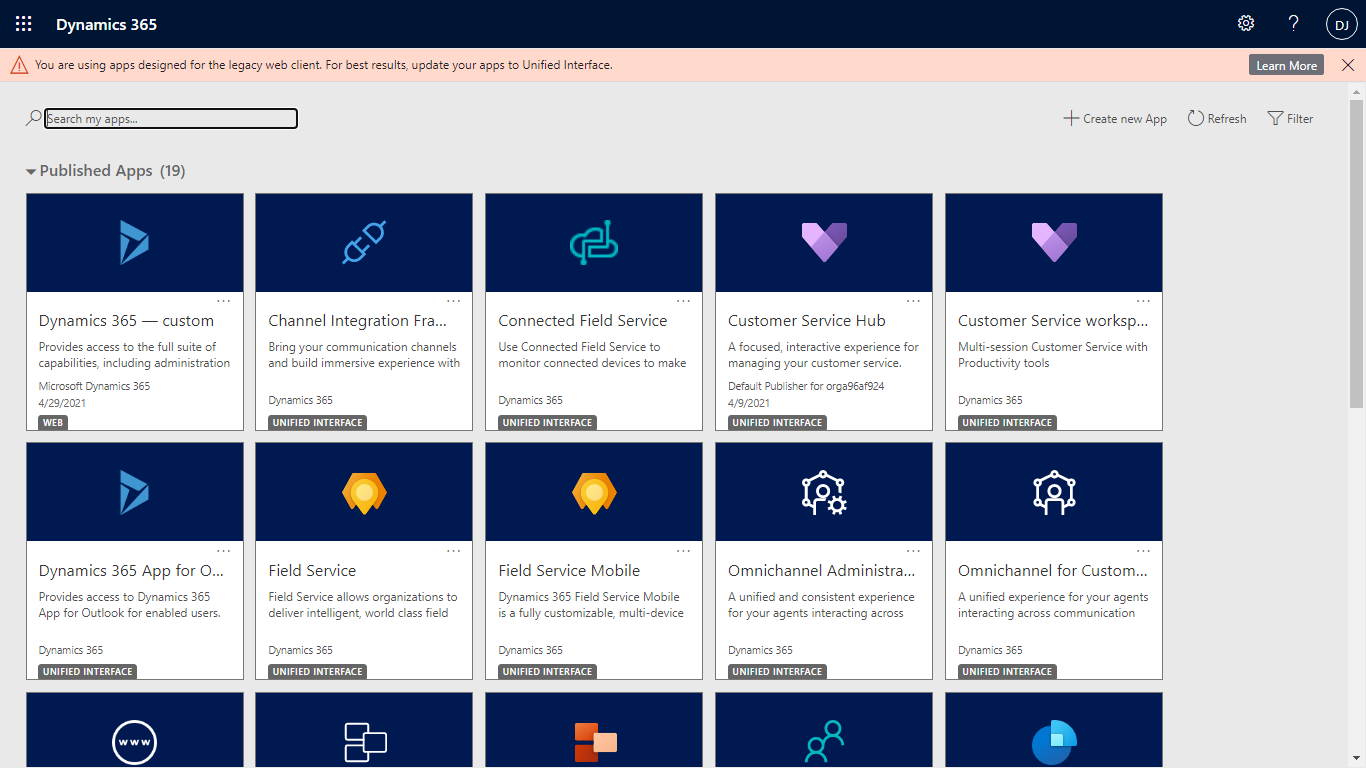 Dynamics 365
?
DJ
You are using apps designed for the legacy web client. For best results, update your apps to Unified Interface.
Learn More
Search my apps...
Create new App
Refresh
Filter
Published Apps (19)
Dynamics 365 — custom
Provides access to the full suite of
capabilities, including administration
Microsoft Dynamics 365
4/29/2021
WEB
Channel Integration Fra...
Bring your communication channels
and build immersive experience with
Dynamics 365
UNIFIED INTERFACE
Connected Field Service
Use Connected Field Service to
monitor connected devices to make
Dynamics 365
UNIFIED INTERFACE
Customer Service Hub
A focused, interactive experience for
managing your customer service.
Default Publisher for orga96af924
4/9/2021
UNIFIED INTERFACE
Customer Service worksp...
Multi-session Customer Service with
Productivity tools
Dynamics 365
UNIFIED INTERFACE
Dynamics 365 App for O...
Provides access to Dynamics 365
App for Outlook for enabled users.
Dynamics 365
UNIFIED INTERFACE
Field Service
Field Service allows organizations to
deliver intelligent, world class field
Dynamics 365
UNIFIED INTERFACE
Field Service Mobile
Dynamics 365 Field Service Mobile
is a fully customizable, multi-device
Dynamics 365
UNIFIED INTERFACE
Omnichannel Administra...
A unified and consistent experience
for your agents interacting across
Dynamics 365
UNIFIED INTERFACE
Omnichannel for Custom...
A unified experience for your agents
interacting across communication
Dynamics 365
UNIFIED INTERFACE
www